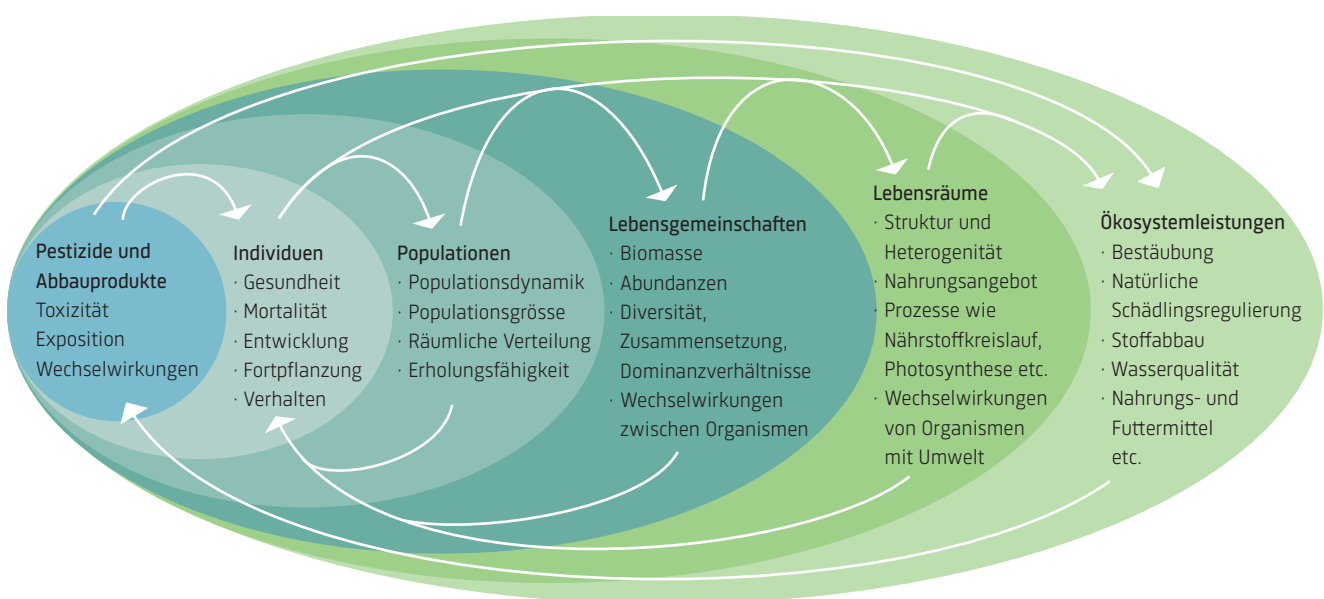 Pestizide und
Abbauprodukte
Toxizität
Exposition
Wechselwirkungen
Individuen
· Gesundheit
· Mortalität
· Entwicklung
· Fortpflanzung
· Verhalten
Populationen
· Populationsdynamik
· Populationsgrösse
· Räumliche Verteilung
· Erholungsfähigkeit
Lebensgemeinschaften
· Biomasse
· Abundanzen
· Diversität,
Zusammensetzung,
Dominanzverhältnisse
· Wechselwirkungen
zwischen Organismen
Lebensräume
· Struktur und
Heterogenität
· Nahrungsangebot
· Prozesse wie
Nährstoffkreislauf,
Photosynthese etc.
· Wechselwirkungen
von Organismen
mit Umwelt
Ökosystemleistungen
· Bestäubung
· Natürliche
Schädlingsregulierung
· Stoffabbau
· Wasserqualität
· Nahrungs- und
Futtermittel
etc.